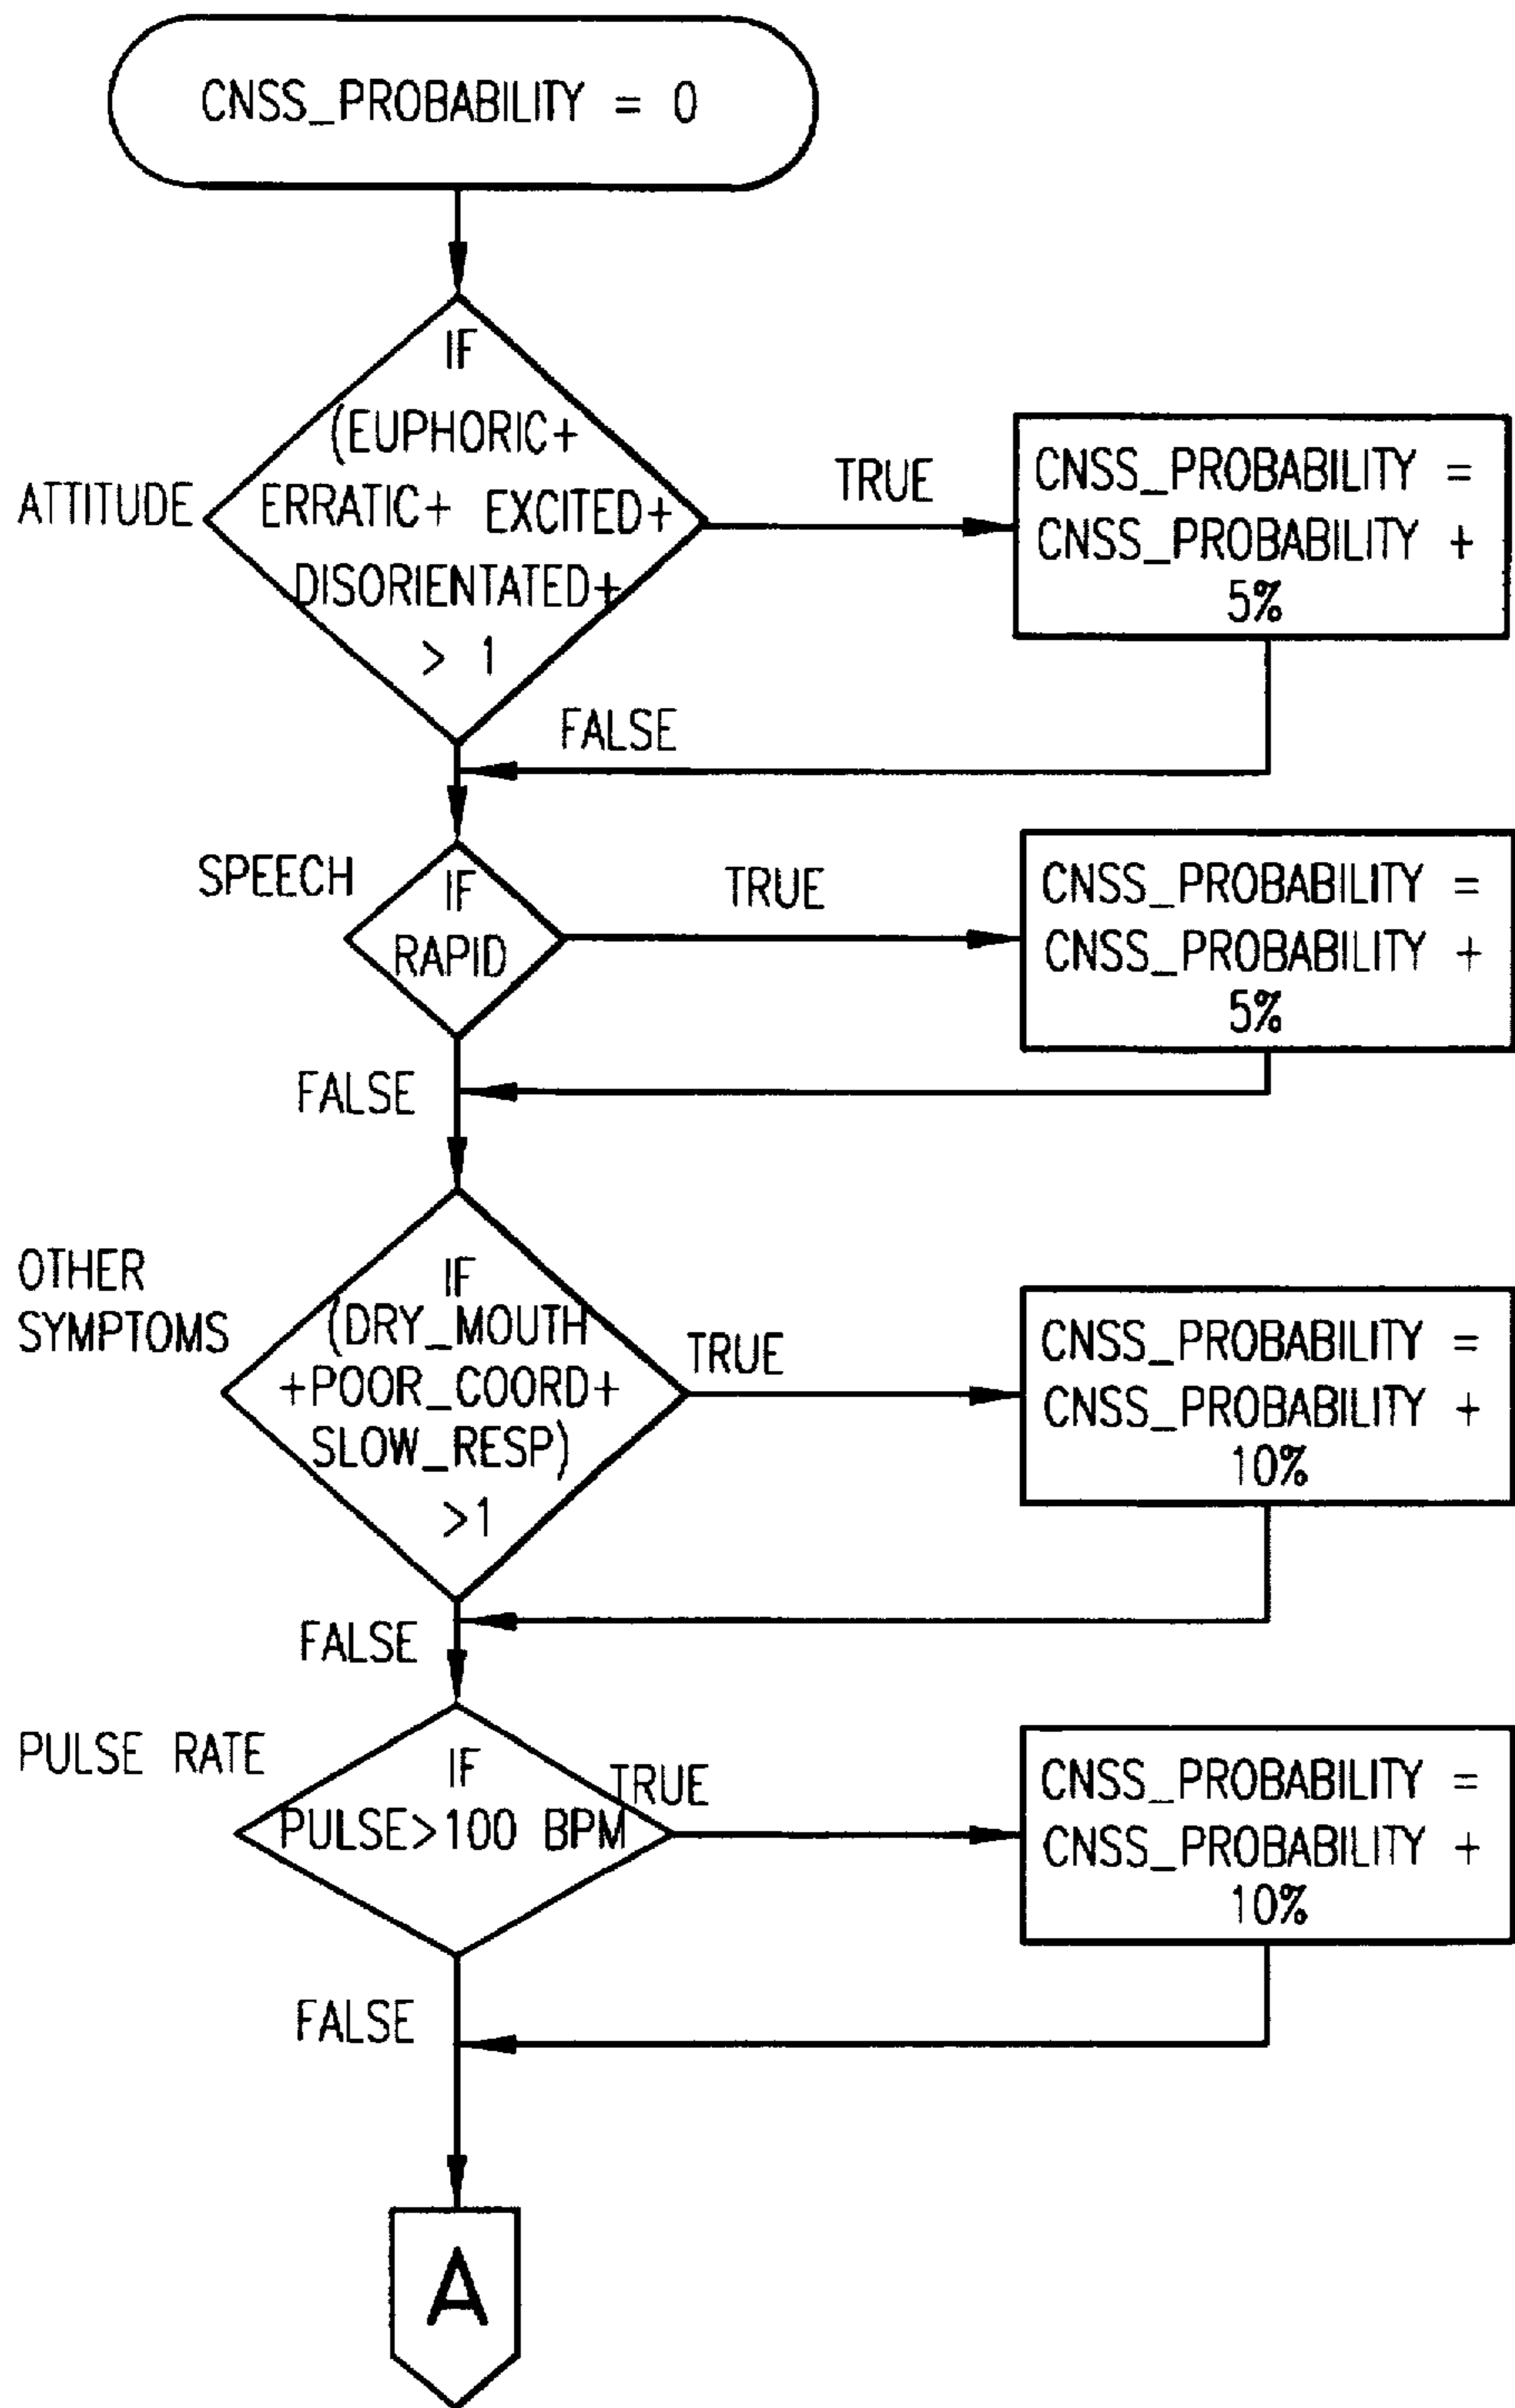 CNSS_PROBABILITY = 0
IF
(EUPHORIC+
ATTITUDE
ERRATIC+ EXCITED+
DISORIENTATED+
> 1
TRUE
CNSS_PROBABILITY =
CNSS_PROBABILITY +
5%
FALSE
SPEECH
IF
RAPID
TRUE
CNSS_PROBABILITY =
CNSS_PROBABILITY +
5%
FALSE
OTHER
SYMPTOMS
IF
(DRY_MOUTH
+POOR_COORD+
SLOW_RESP)
>1
TRUE
CNSS_PROBABILITY =
CNSS_PROBABILITY +
10%
FALSE
PULSE RATE
IF
PULSE>100 BPM
TRUE
CNSS_PROBABILITY =
CNSS_PROBABILITY +
10%
FALSE
A